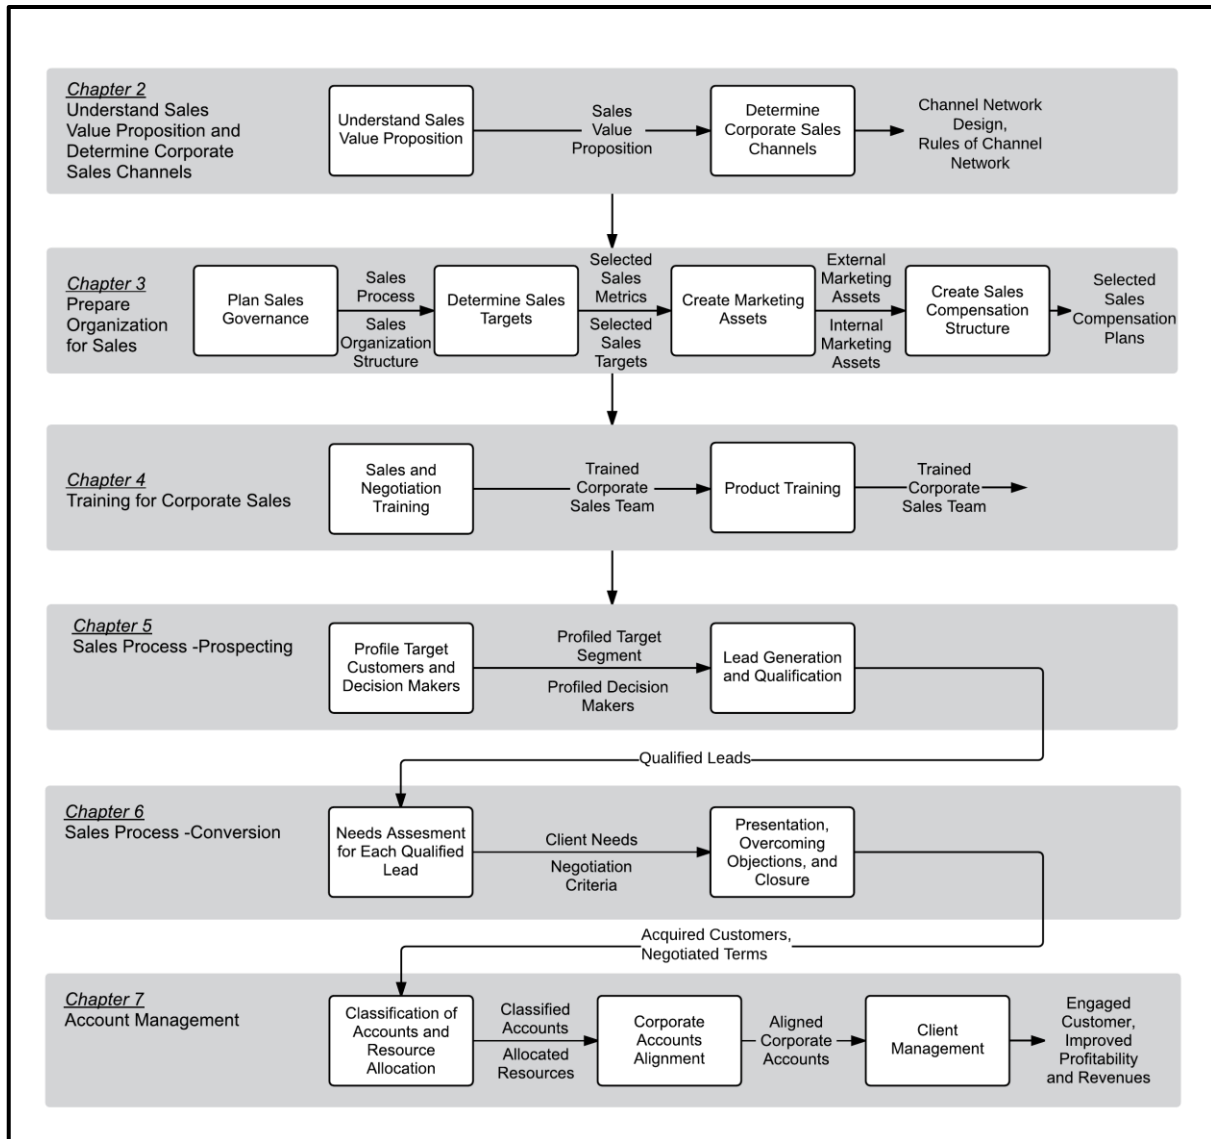 Chapter 2
Understand Sales
Value Proposition and
Determine Corporate
Sales Channels
Understand Sales
Value Proposition
Sales
Value
Proposition
Determine
Corporate Sales
Channels
Channel Network
Design,
Rules of Channel
Network
Chapter 3
Prepare
Organization
for Sales
Plan Sales
Governance
Sales
Process
Sales
Organization
Structure
Determine Sales
Targets
Selected
Sales
Metrics
Selected
Sales
Targets
Create Marketing
Assets
External
Marketing
Assets
Internal
Marketing
Assets
Create Sales
Compensation
Structure
Selected
Sales
Compensation
Plans
Chapter 4
Training for Corporate Sales
Sales and
Negotiation
Training
Trained
Corporate
Sales Team
Product Training
Trained
Corporate
Sales Team
Chapter 5
Sales Process -Prospecting
Profile Target
Customers and
Decision Makers
Profiled Target
Segment
Profiled Decision
Makers
Lead Generation
and Qualification
Qualified Leads
Chapter 6
Sales Process -Conversion
Needs Assesment
for Each Qualified
Lead
Client Needs
Negotiation
Criteria
Presentation,
Overcoming
Objections, and
Closure
Acquired Customers,
Negotiated Terms
Chapter 7
Account Management
Classification of
Accounts and
Resource
Allocation
Classified
Accounts
Allocated
Resources
Corporate
Accounts
Alignment
Aligned
Corporate
Accounts
Client
Management
Engaged
Customer,
Improved
Profitability
and Revenues